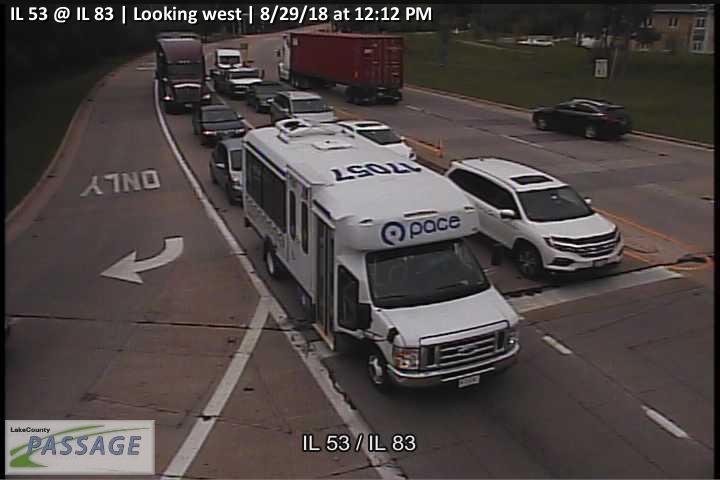 IL 53 @ IL 83 | Looking west | 8/29/18 at 12:12 PM
17057
pace
ONLY
LakeCounty
PASSAGE
IL 53 / IL 83